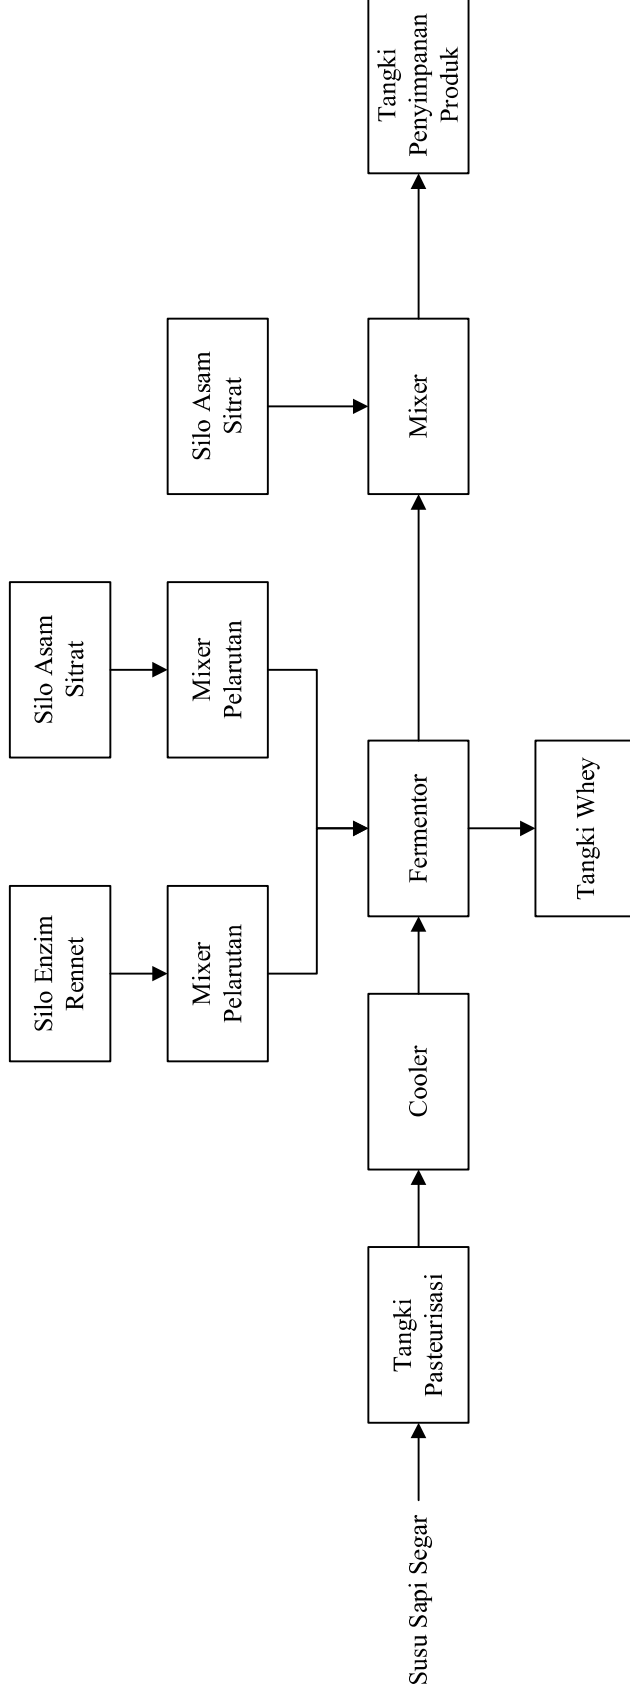 Susu Sapi Segar
Tangki
Pasteurisasi
Cooler
Silo Enzim
Rennet
Mixer
Pelarutan
Silo Asam
Sitrat
Mixer
Pelarutan
Fermentor
Tangki Whey
Silo Asam
Sitrat
Mixer
Tangki
Penyimpanan
Produk